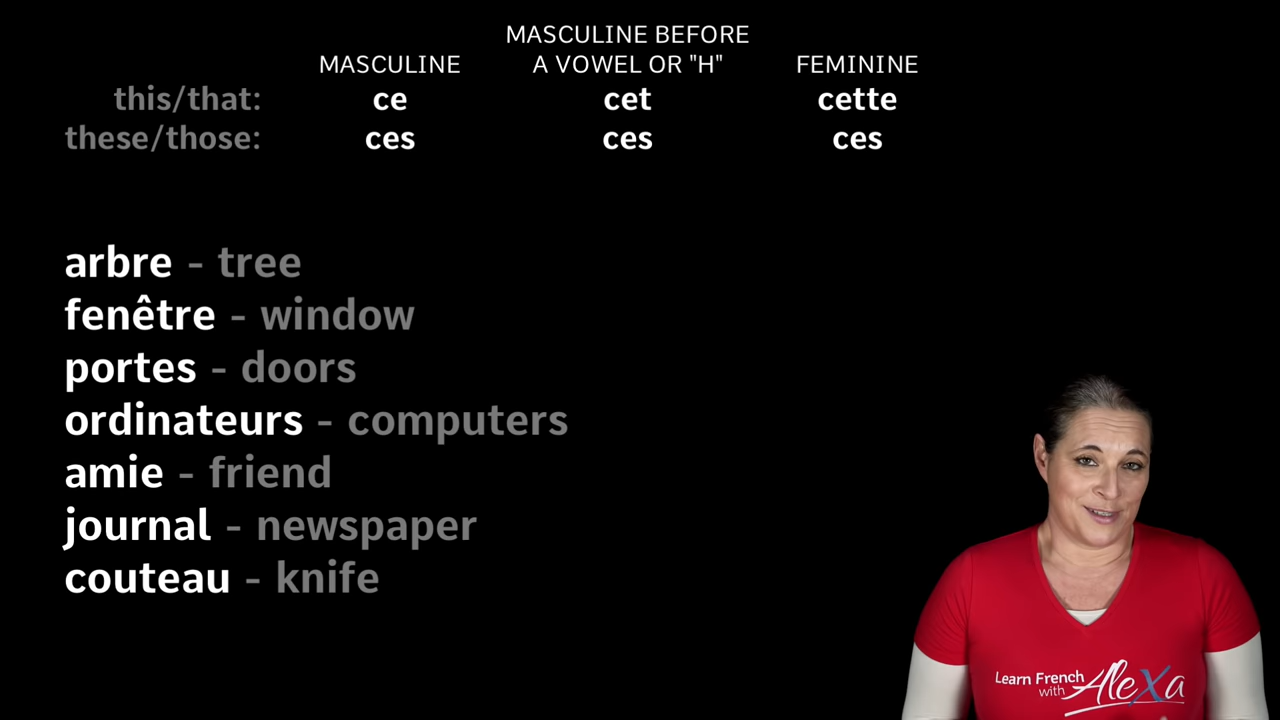 MASCULINE MASCULINE BEFORE A VOWEL OR "H" FEMININE
this/that: ce cet cette
these/those: ces ces ces
arbre - tree
fenêtre - window
portes - doors
ordinateurs - computers
amie - friend
journal - newspaper
couteau - knife
Learn French
with Alexa